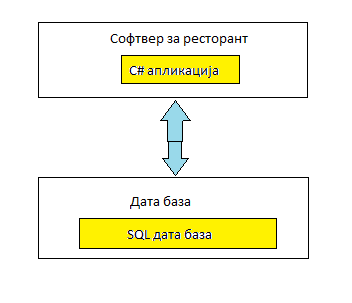 Софтвер за ресторант
C# апликација
Дата база
SQL дата база